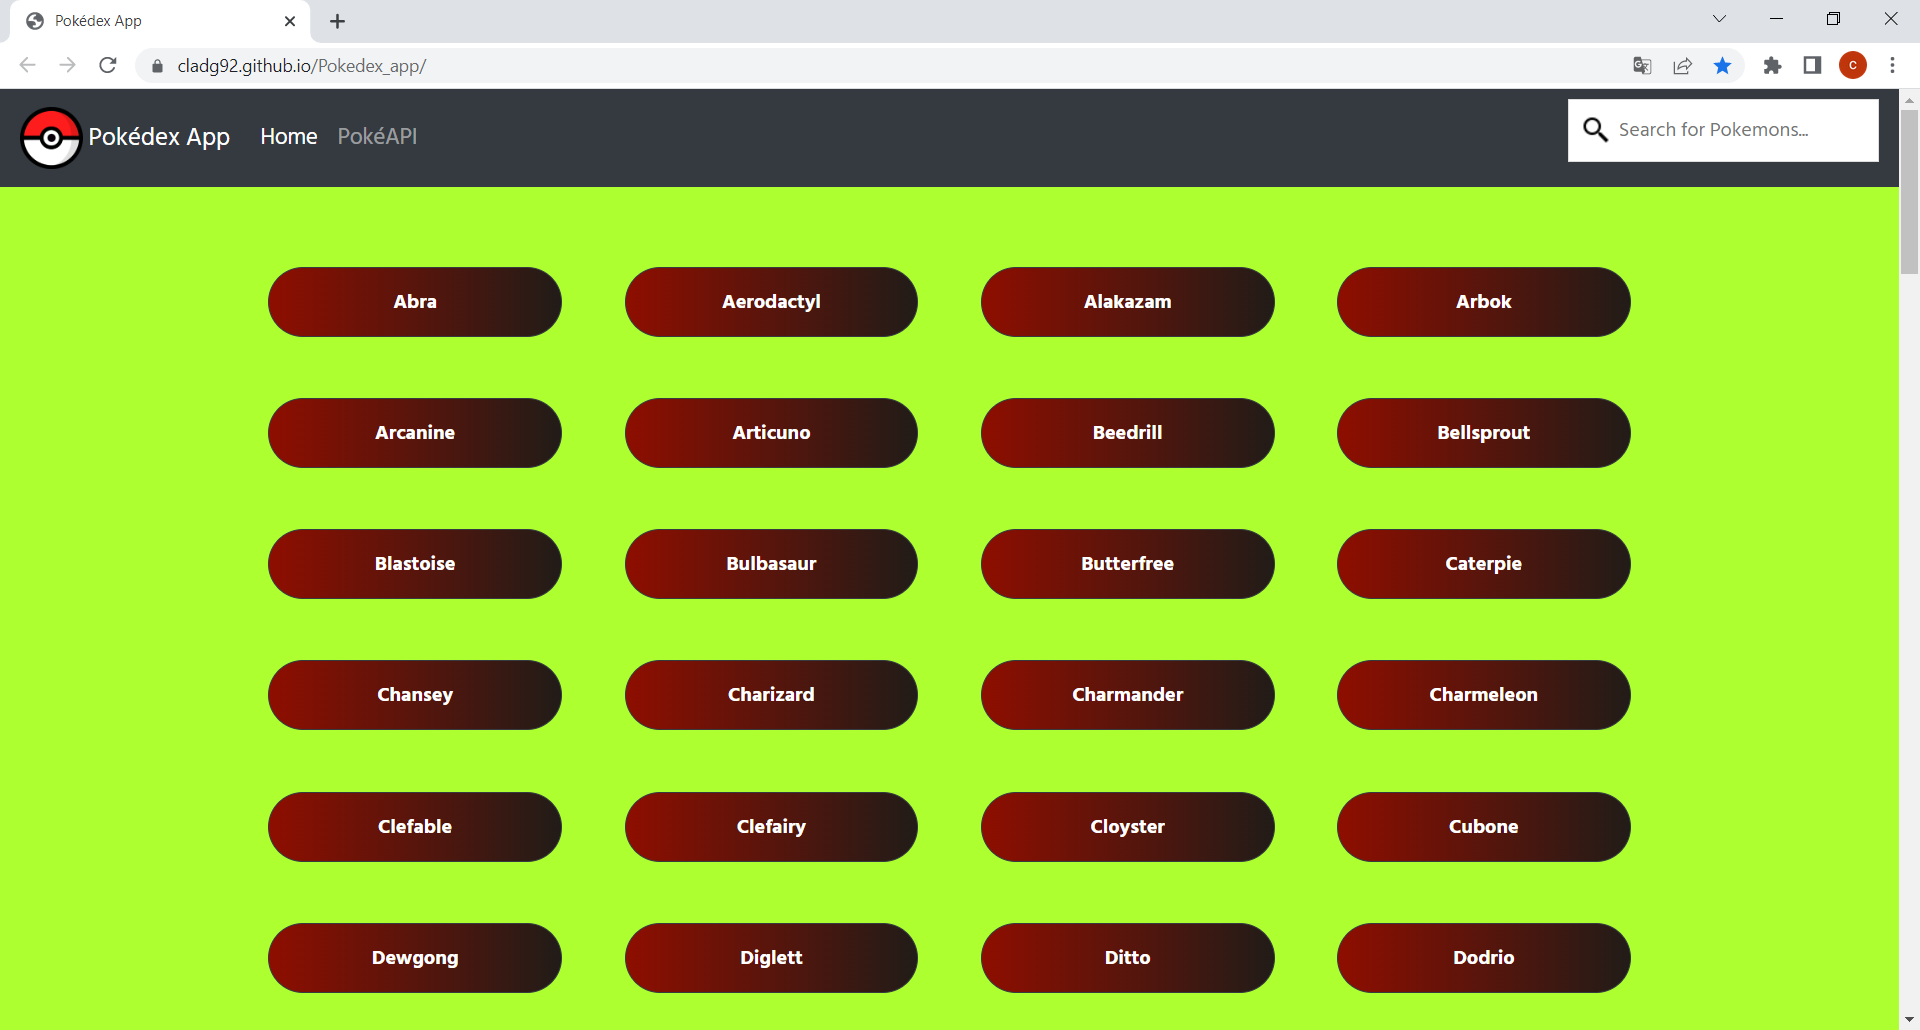 Pokédex App
cladg92.github.io/Pokedex_app/
C
Pokédex App Home PokéAPI Search for Pokemons...
Abra Aerodactyl Alakazam Arbok
Arcanine Articuno Beedrill Bellsprout
Blastoise Bulbasaur Butterfree Caterpie
Chansey Charizard Charmander Charmeleon
Clefable Clefairy Cloyster Cubone
Dewgong Diglett Ditto Dodrio